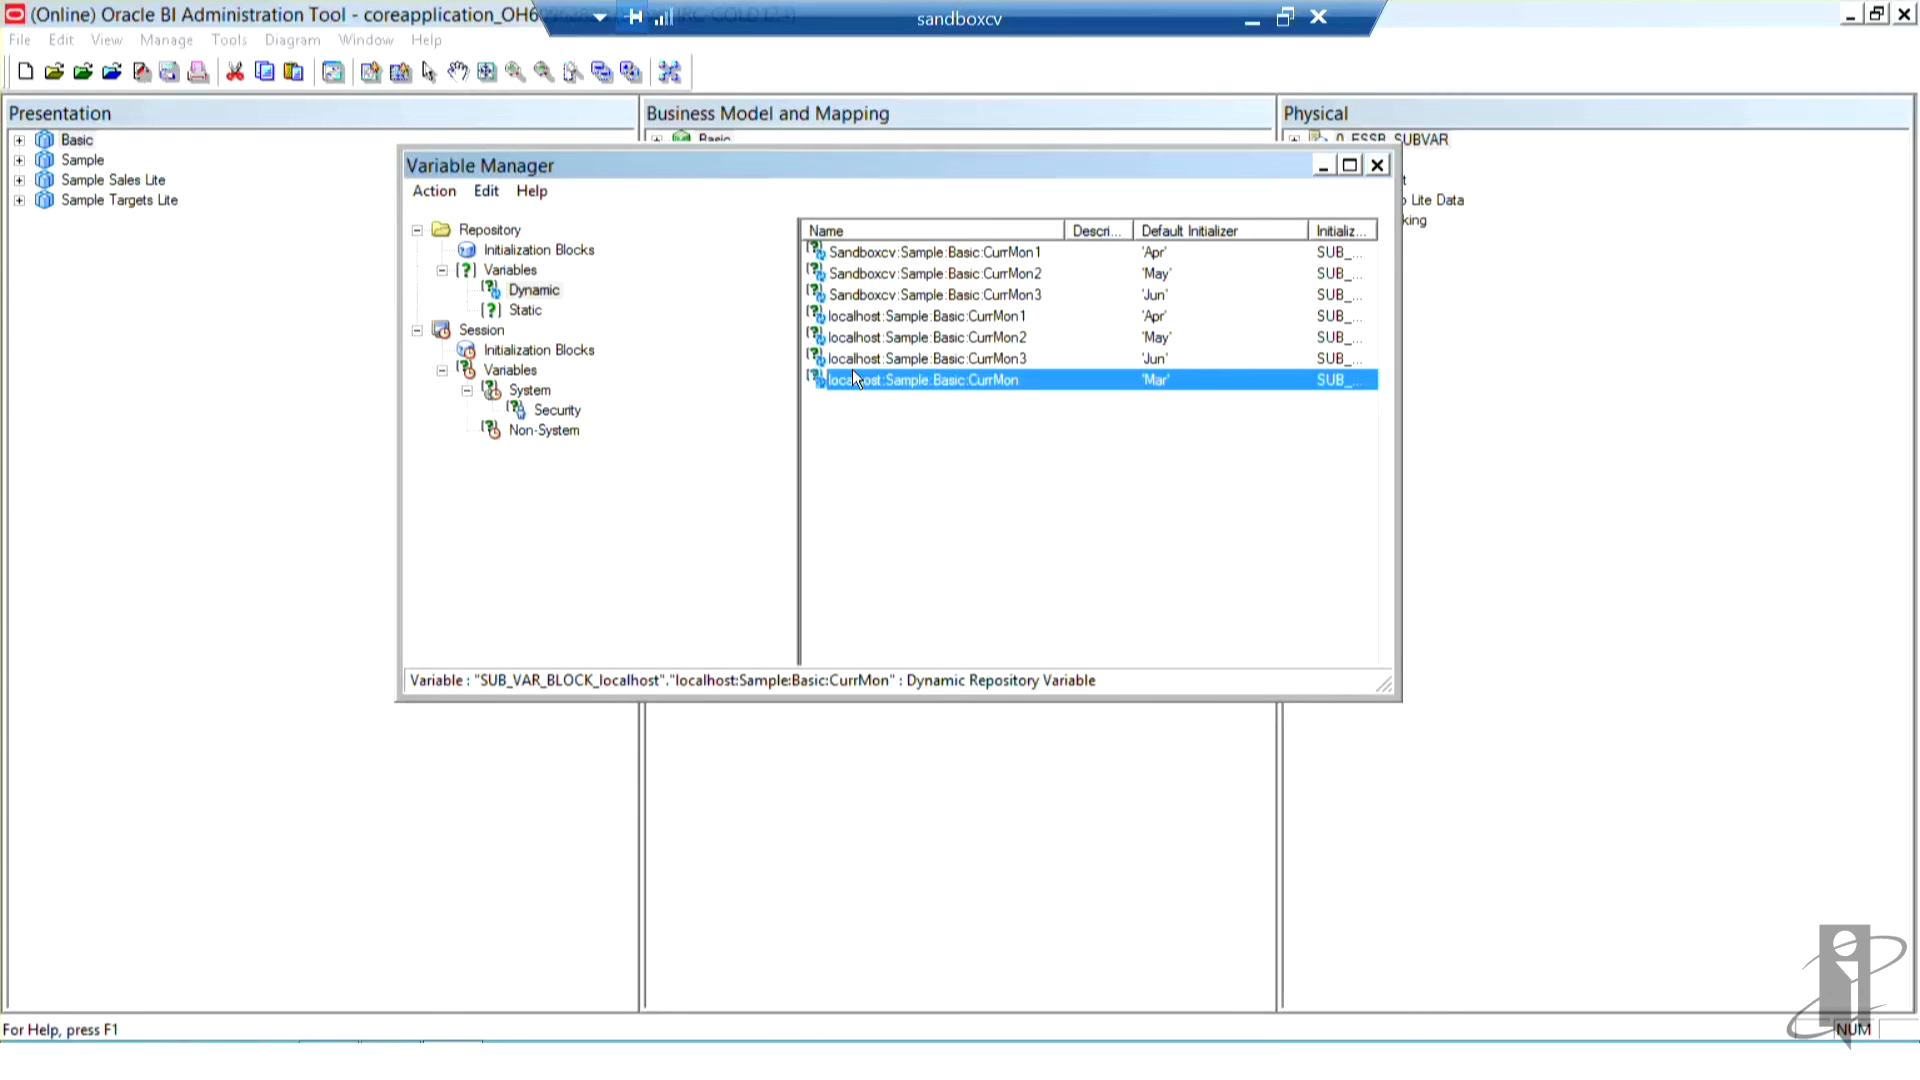 (Online) Oracle BI Administration Tool - coreapplication_OH6
sandboxcv
File Edit View Manage Tools Diagram Window Help
Presentation
Basic
Sample
Sample Sales Lite
Sample Targets Lite
Business Model and Mapping
Basic
Physical
0_ESSB_SUBVAR
t
o Lite Data
king
Variable Manager
Action Edit Help
Repository
Initialization Blocks
[?] Variables
Dynamic
[?] Static
Session
Initialization Blocks
Variables
System
Security
Non-System
Name Descri... Default Initializer Initializ...
Sandboxcv:Sample:Basic:CurrMon1 'Apr' SUB_...
Sandboxcv:Sample:Basic:CurrMon2 'May' SUB_...
Sandboxcv:Sample:Basic:CurrMon3 'Jun' SUB_...
localhost:Sample:Basic:CurrMon1 'Apr' SUB_...
localhost:Sample:Basic:CurrMon2 'May' SUB_...
localhost:Sample:Basic:CurrMon3 'Jun' SUB_...
localhost:Sample:Basic:CurrMon 'Mar' SUB_...
Variable : "SUB_VAR_BLOCK_localhost"."localhost:Sample:Basic:CurrMon" : Dynamic Repository Variable
For Help, press F1
NUM